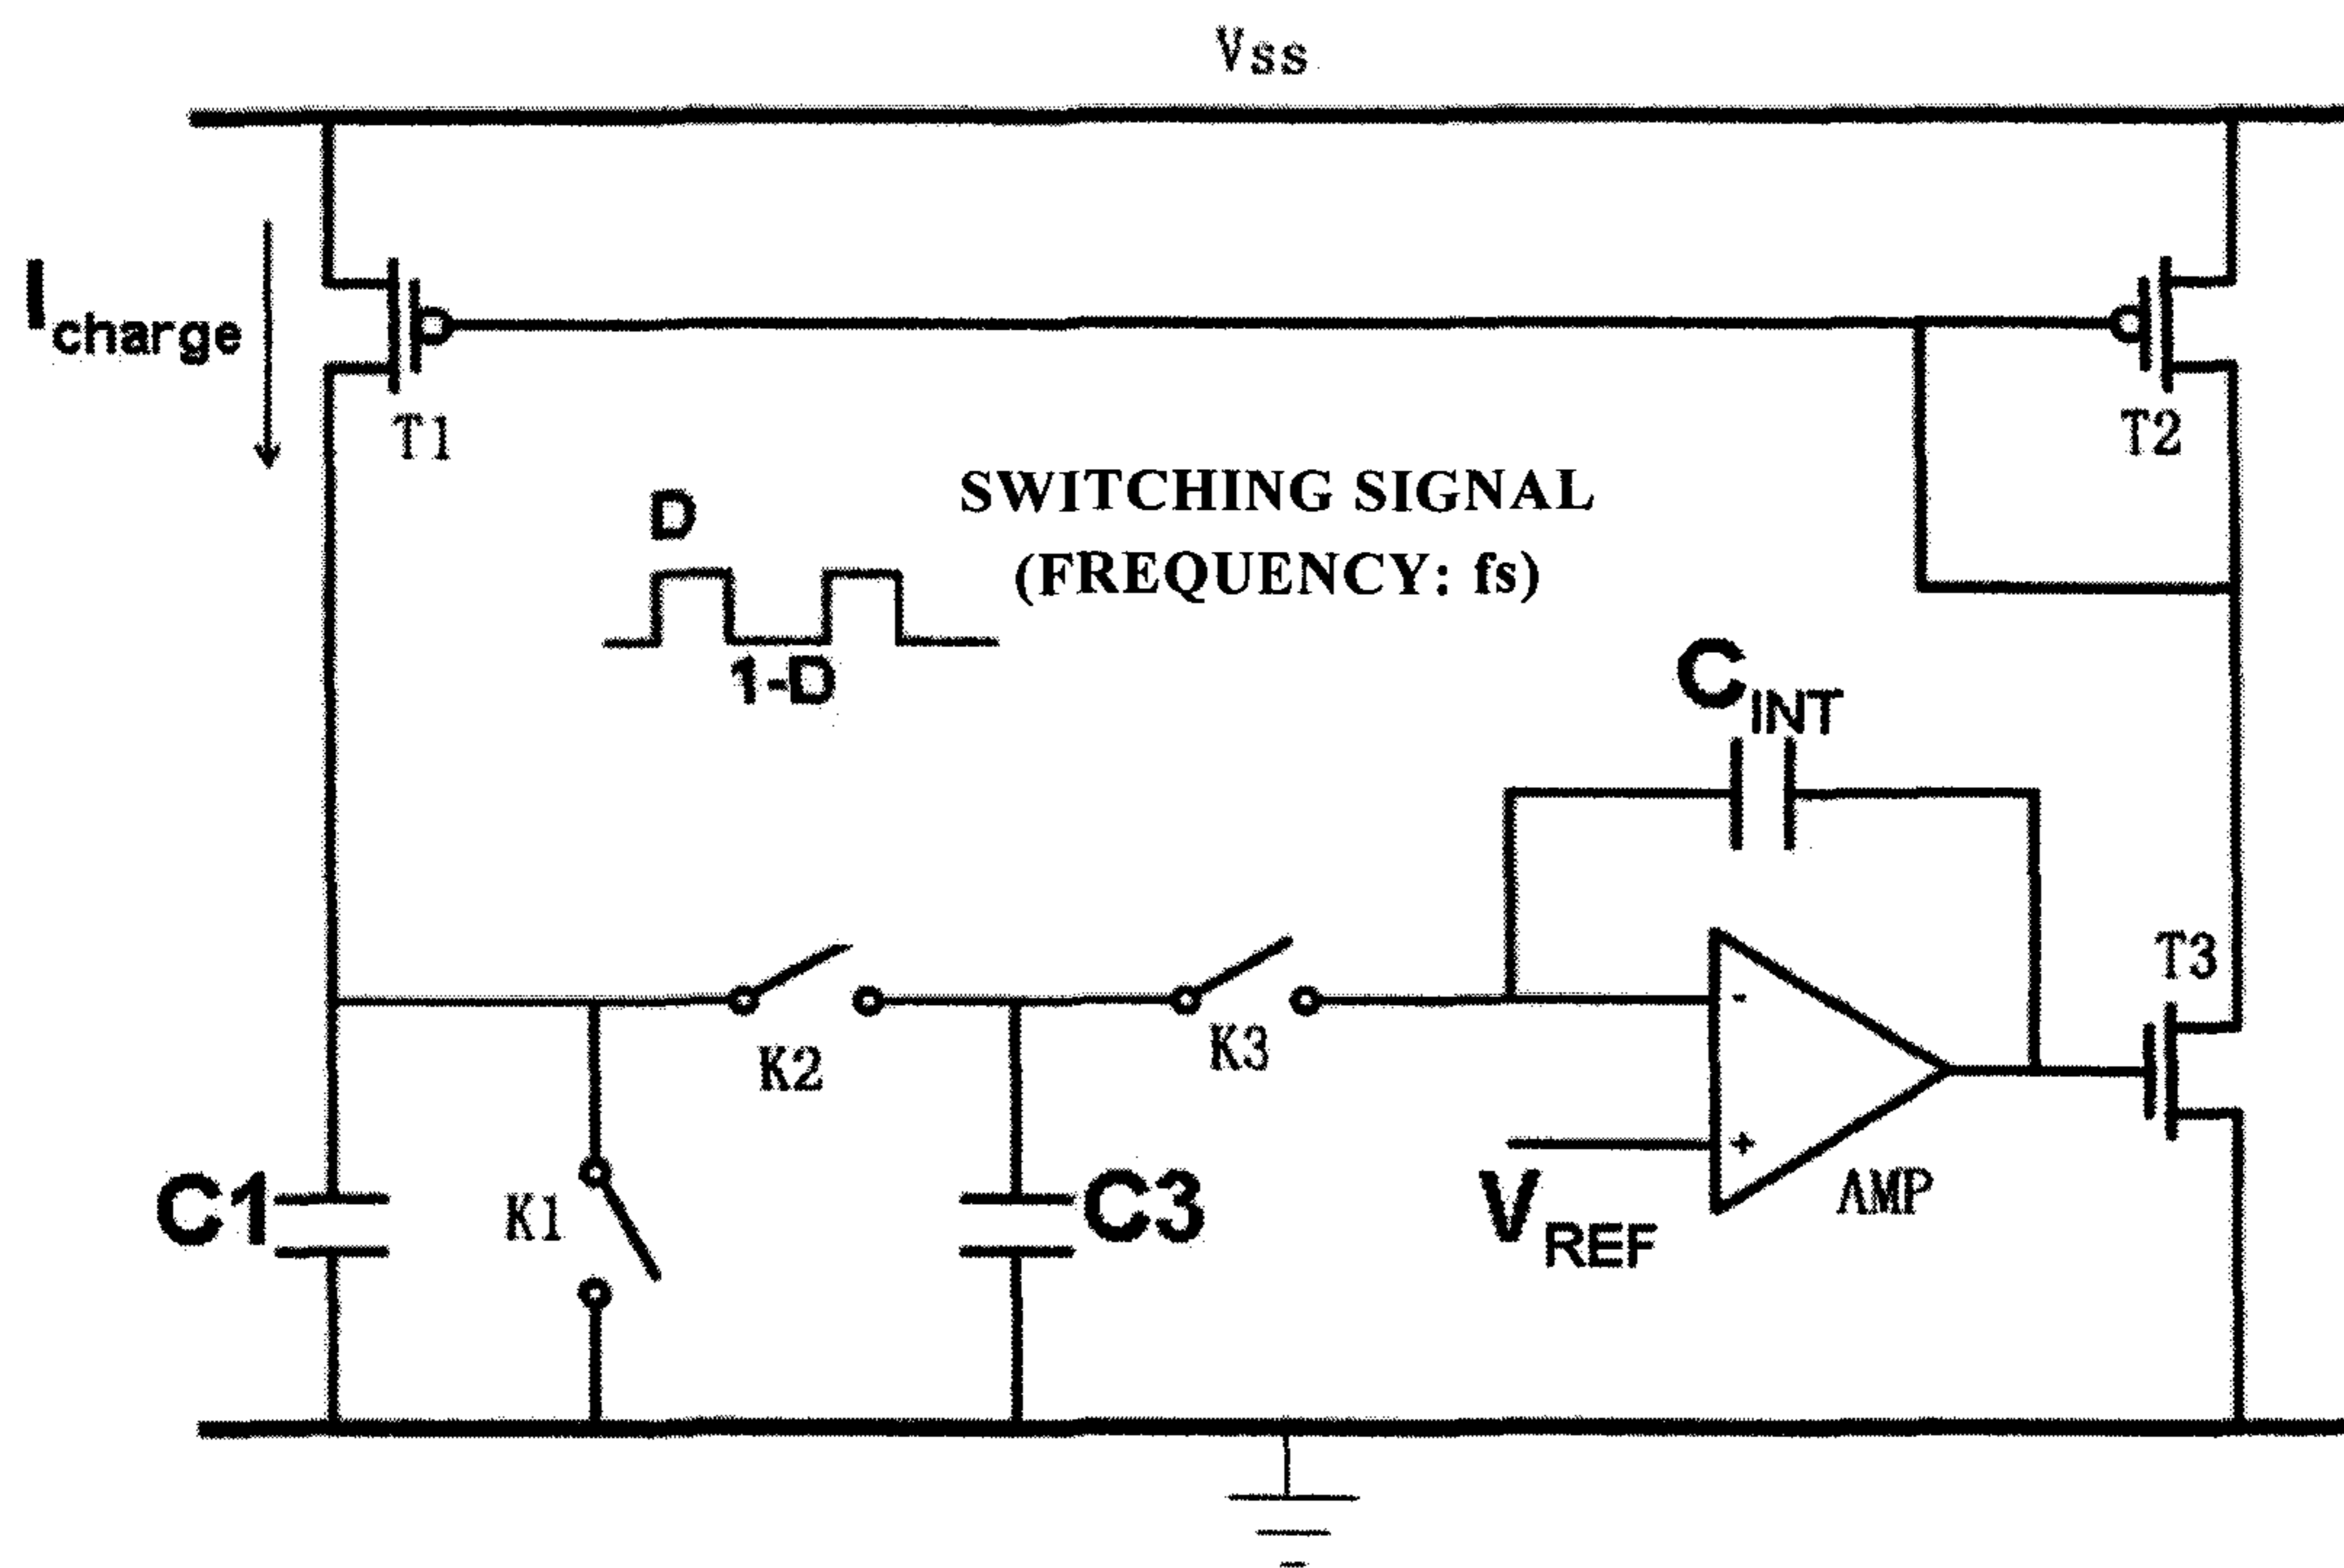 Vss
Icharge
T1
T2
D
SWITCHING SIGNAL
(FREQUENCY: fs)
1-D
CINT
T3
K2
K3
-
+
C1
K1
C3
VREF
AMP